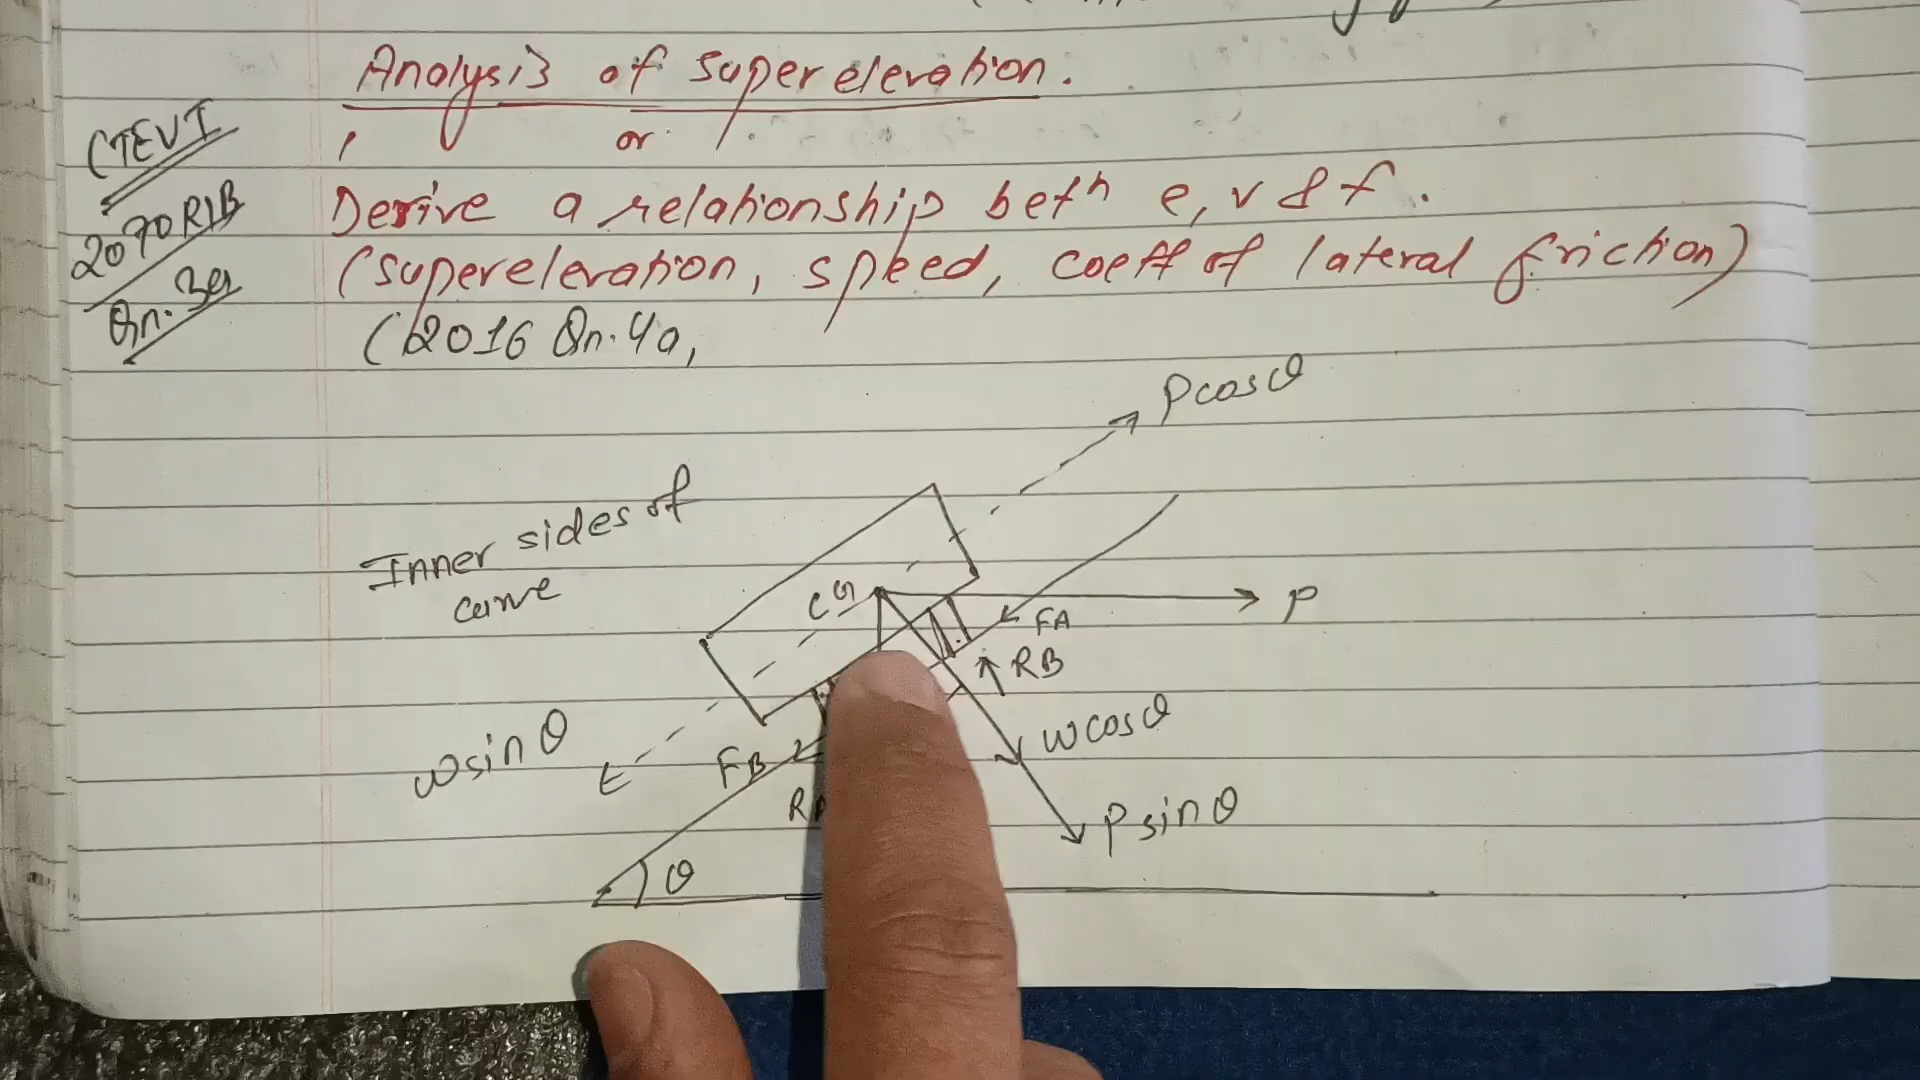 Analysis of superelevation.
or
Derive a relationship betn e, v & f.
(superelevation, speed, coeff of lateral friction)
(2016 Qn. 4a,
CTEVT
2070 R/B
Qn. 3a
Pcosθ
Inner sides of
curve
CG
P
FA
RB
wsinθ
FB
wcosθ
Psinθ
θ